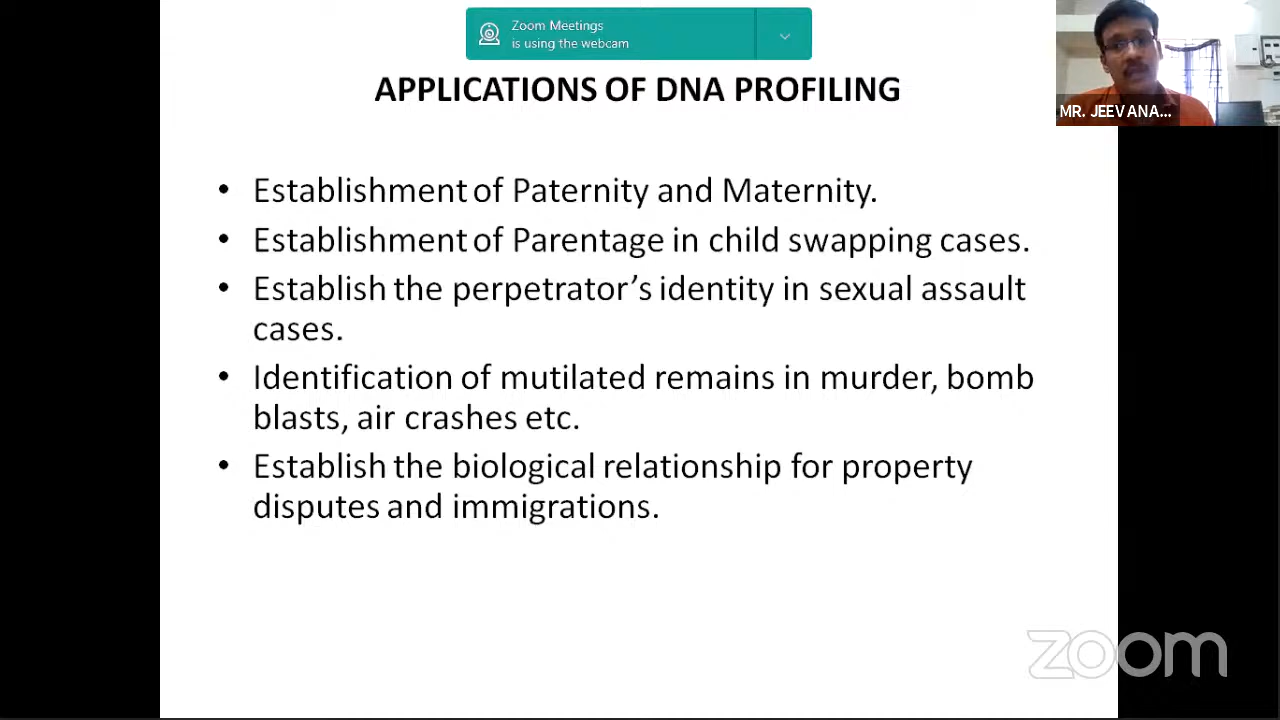 Zoom Meetings
is using the webcam
APPLICATIONS OF DNA PROFILING
MR. JEEVANA...
• Establishment of Paternity and Maternity.
• Establishment of Parentage in child swapping cases.
• Establish the perpetrator’s identity in sexual assault
cases.
• Identification of mutilated remains in murder, bomb
blasts, air crashes etc.
• Establish the biological relationship for property
disputes and immigrations.
zoom